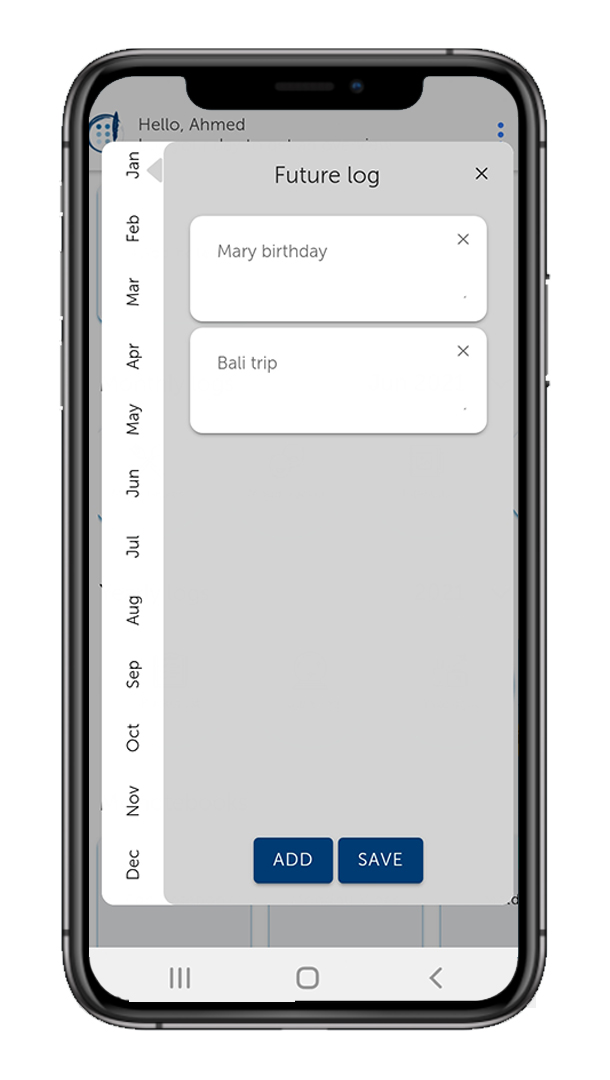 Hello, Ahmed
Jan
Feb
Mar
Apr
May
Jun
Jul
Aug
Sep
Oct
Nov
Dec
Future log
Mary birthday
Bali trip
ADD
SAVE